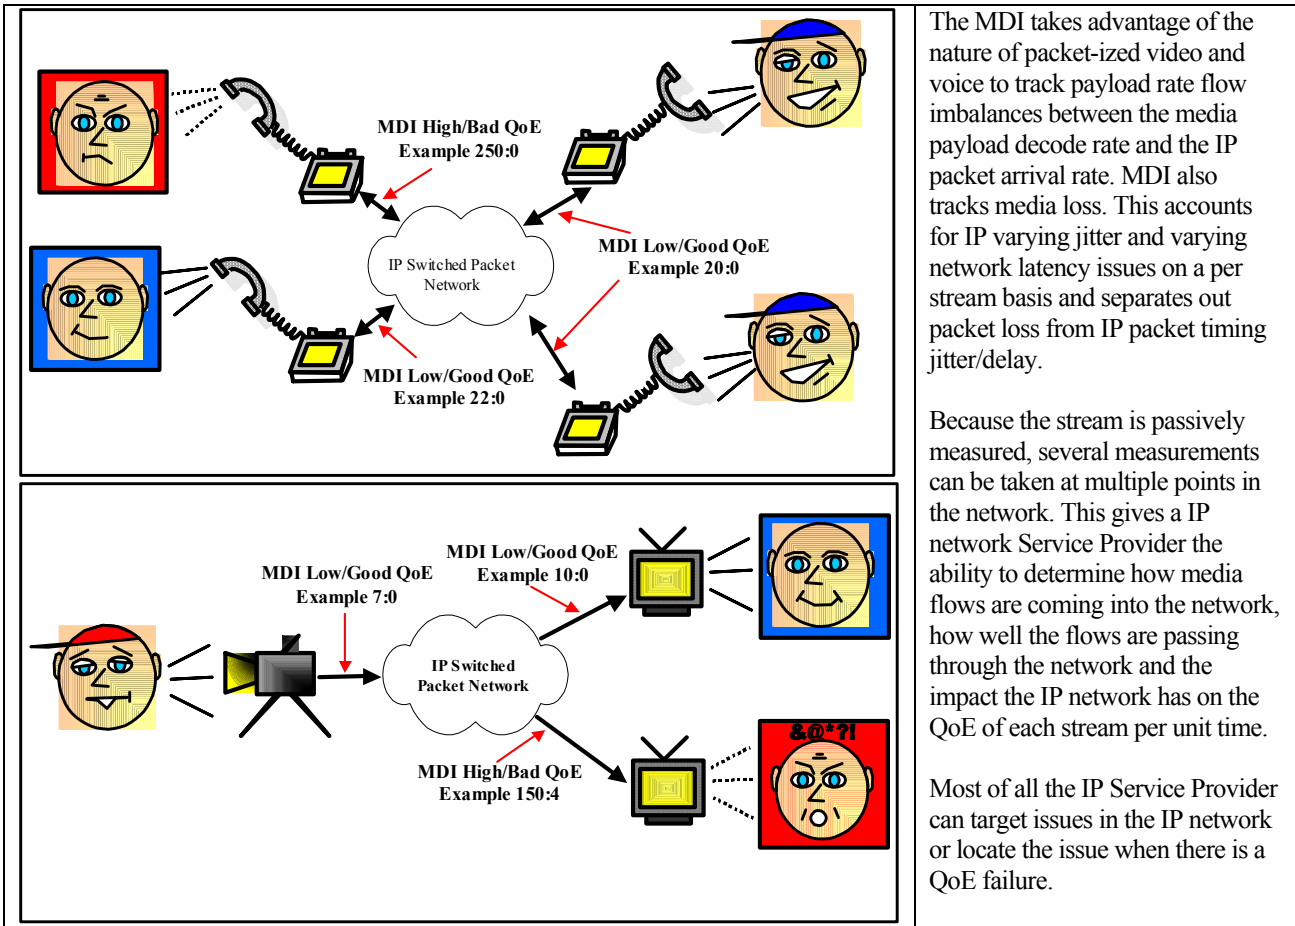 MDI High/Bad QoE
Example 250:0
IP Switched Packet
Network
MDI Low/Good QoE
Example 20:0
MDI Low/Good QoE
Example 22:0
MDI Low/Good QoE
Example 10:0
MDI Low/Good QoE
Example 7:0
IP Switched
Packet Network
&@*?!
MDI High/Bad QoE
Example 150:4
The MDI takes advantage of the
nature of packet-ized video and
voice to track payload rate flow
imbalances between the media
payload decode rate and the IP
packet arrival rate. MDI also
tracks media loss. This accounts
for IP varying jitter and varying
network latency issues on a per
stream basis and separates out
packet loss from IP packet timing
jitter/delay.
Because the stream is passively
measured, several measurements
can be taken at multiple points in
the network. This gives a IP
network Service Provider the
ability to determine how media
flows are coming into the network,
how well the flows are passing
through the network and the
impact the IP network has on the
QoE of each stream per unit time.
Most of all the IP Service Provider
can target issues in the IP network
or locate the issue when there is a
QoE failure.